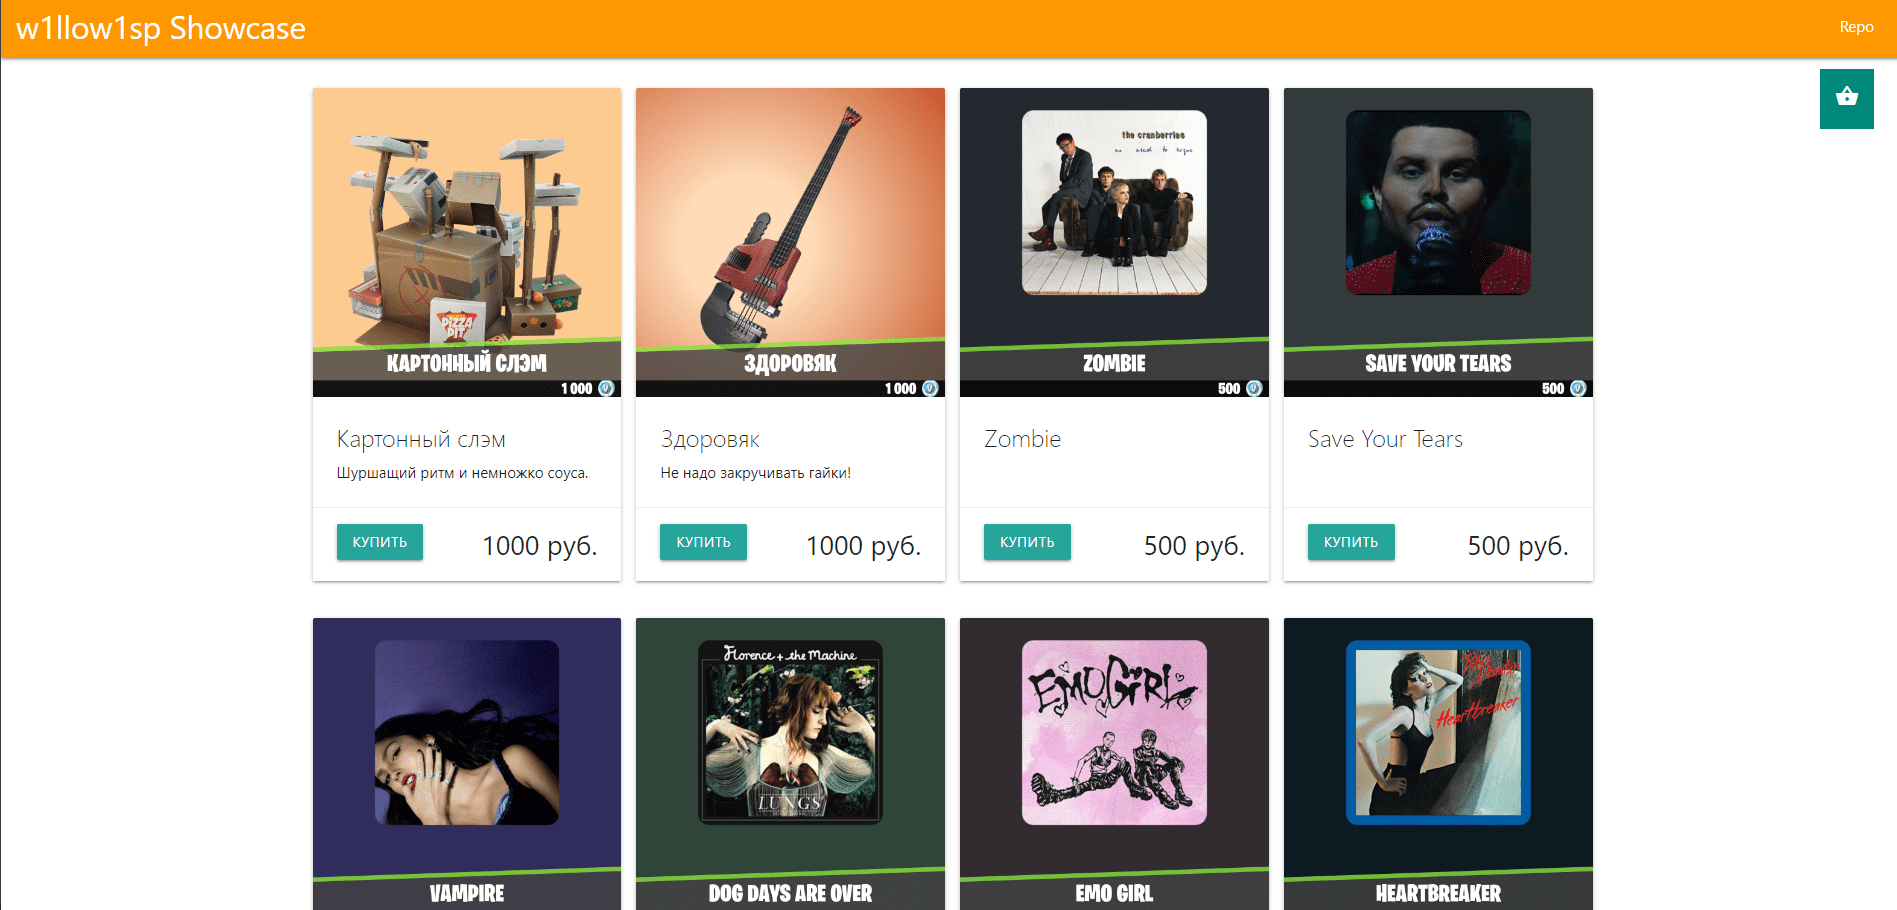 w1llow1sp Showcase
Repo
the cranberries
no need to argue
PIZZA
PIT
КАРТОННЫЙ СЛЭМ
ЗДОРОВЯК
ZOMBIE
SAVE YOUR TEARS
1 000
1 000
500
500
Картонный слэм
Здоровяк
Zombie
Save Your Tears
Шуршащий ритм и немножко соуса.
Не надо закручивать гайки!
КУПИТЬ
1000 руб.
КУПИТЬ
1000 руб.
КУПИТЬ
500 руб.
КУПИТЬ
500 руб.
Florence + the Machine
LUNGS
EMO GIRL
Heartbreaker
VAMPIRE
DOG DAYS ARE OVER
EMO GIRL
HEARTBREAKER